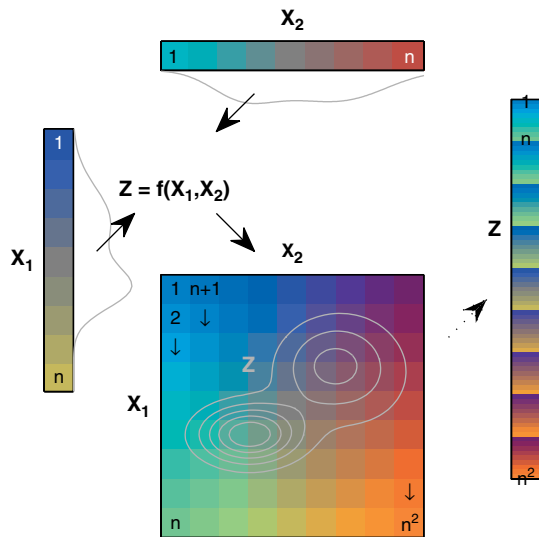 X₂
1 n
1
n
Z = f(X₁,X₂)
Z
X₁
X₂
1 n+1
2 ↓
↓
Z
X₁
↓
n n²
1
n
n²